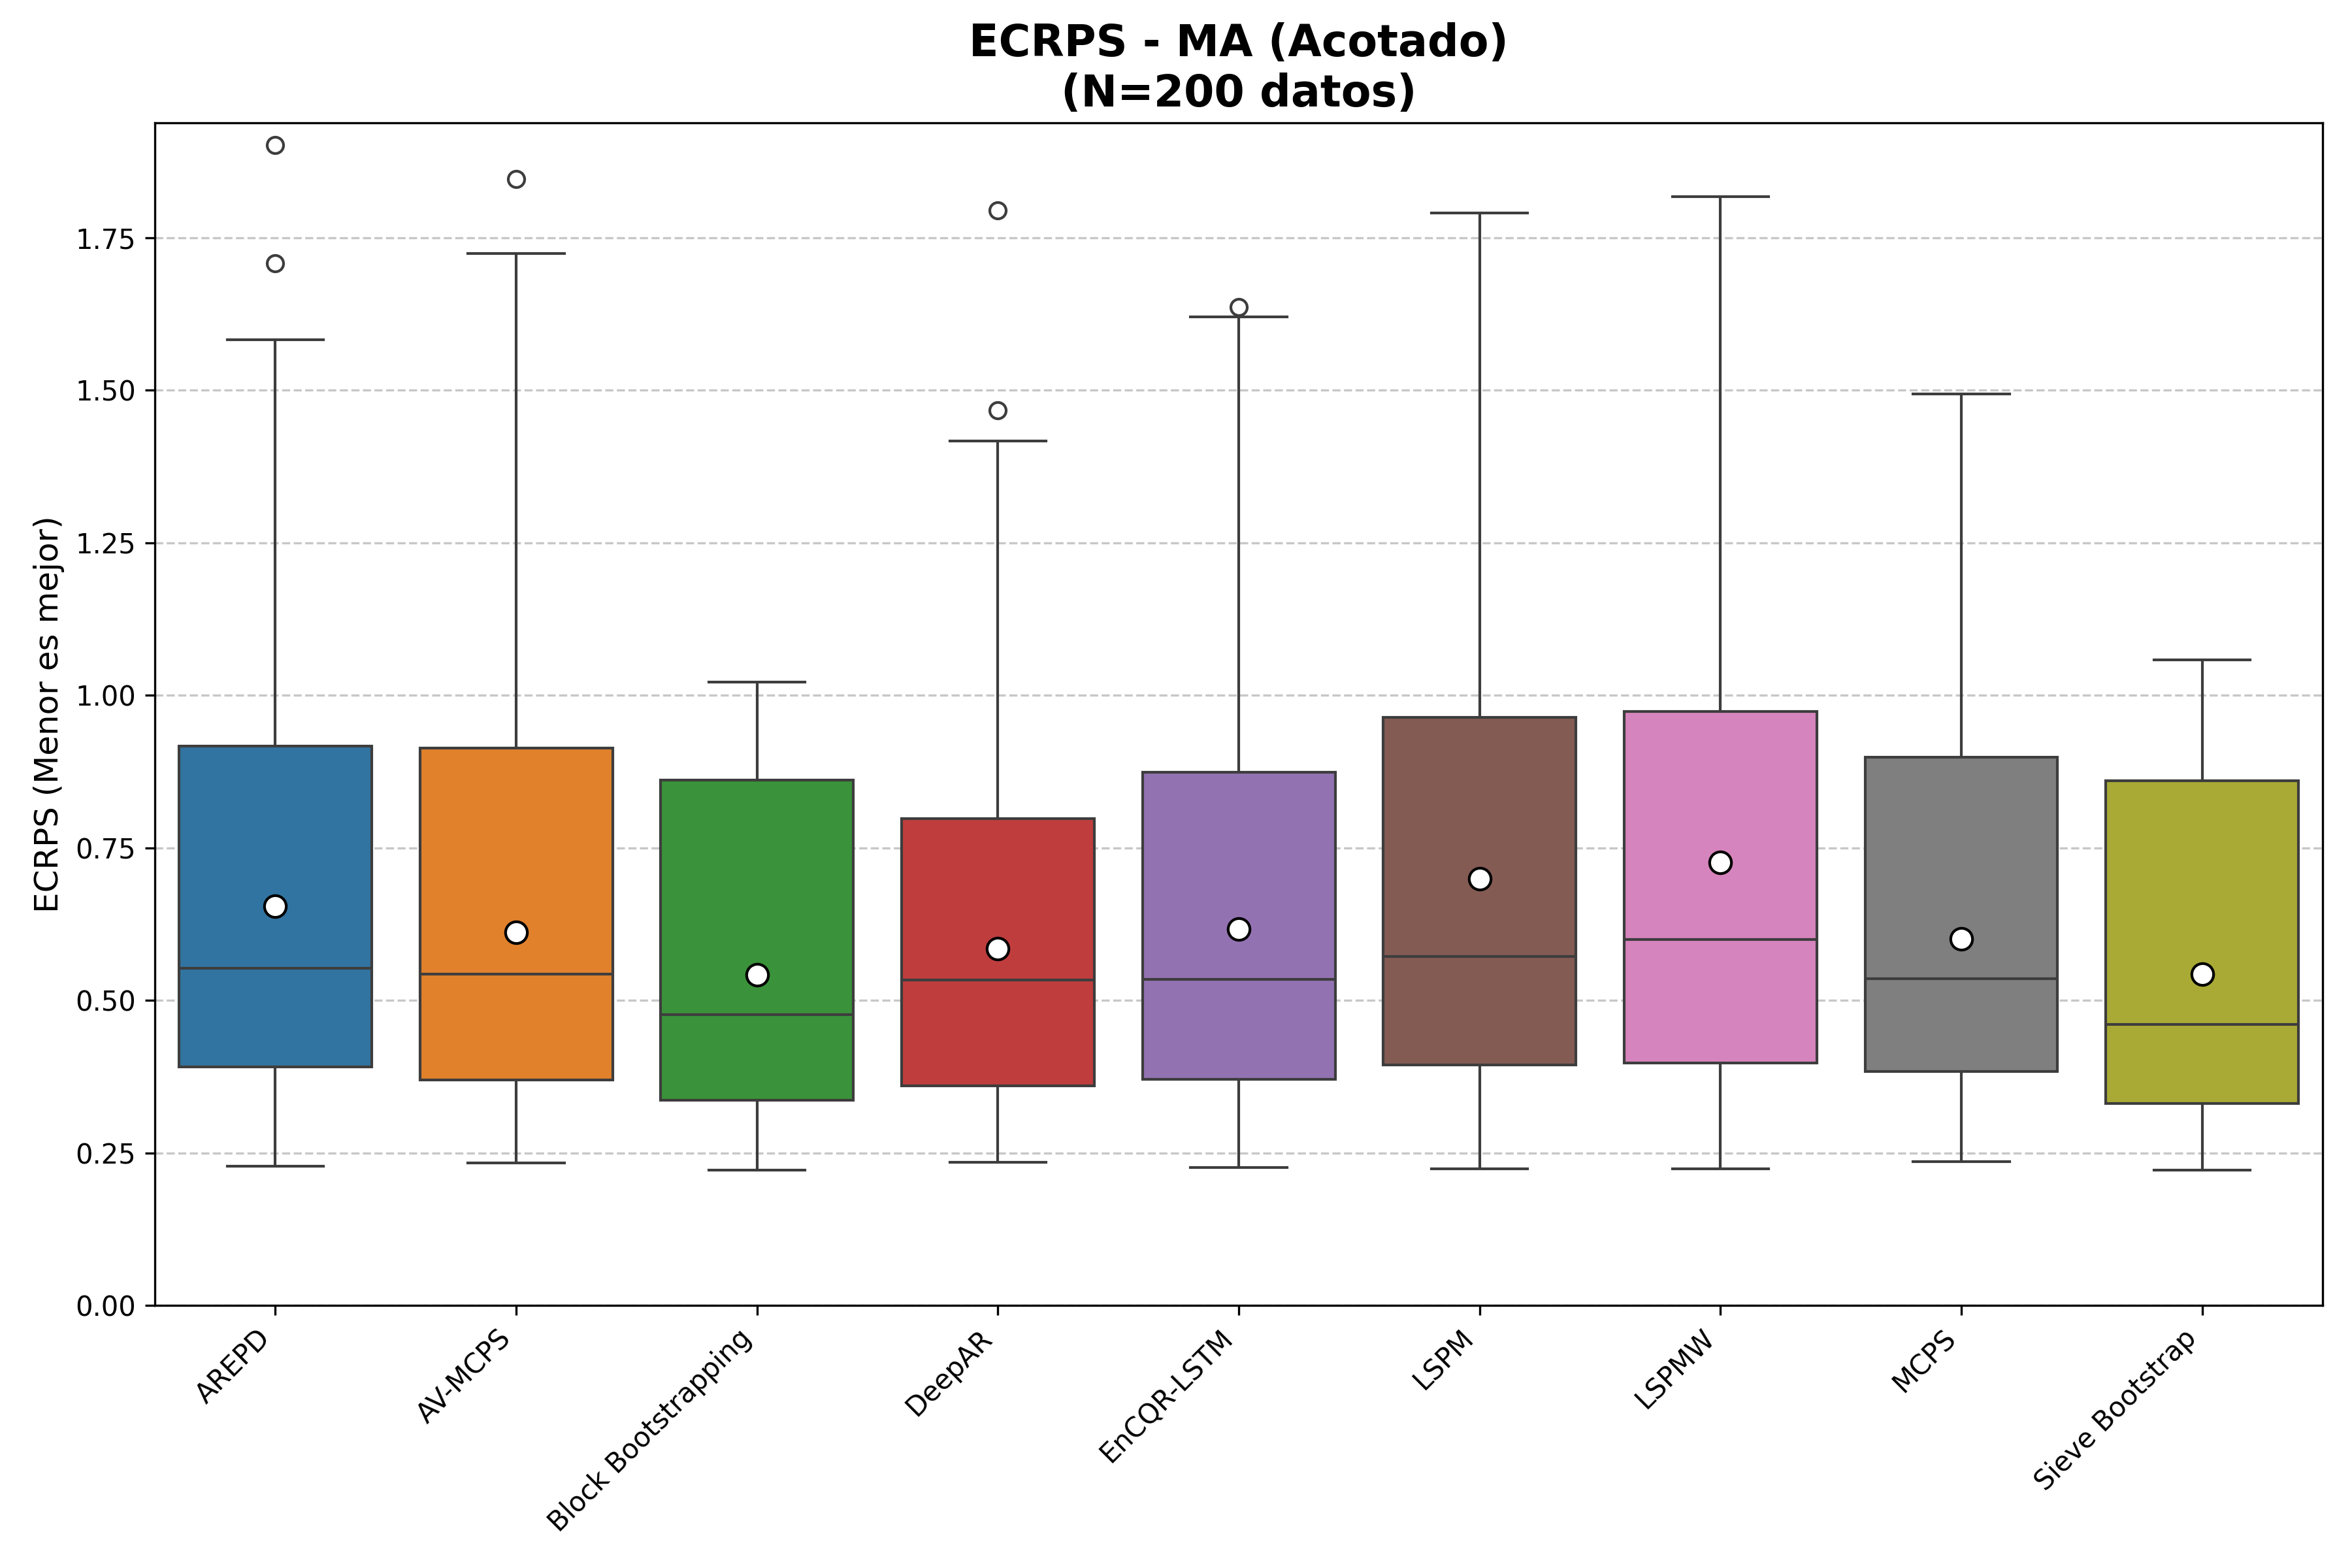 ECRPS - MA (Acotado)
(N=200 datos)
ECRPS (Menor es mejor)
1.75
1.50
1.25
1.00
0.75
0.50
0.25
0.00
AREPD
AV-MCPS
Block Bootstrapping
DeepAR
EnCQR-LSTM
LSPM
LSPMW
MCPS
Sieve Bootstrap